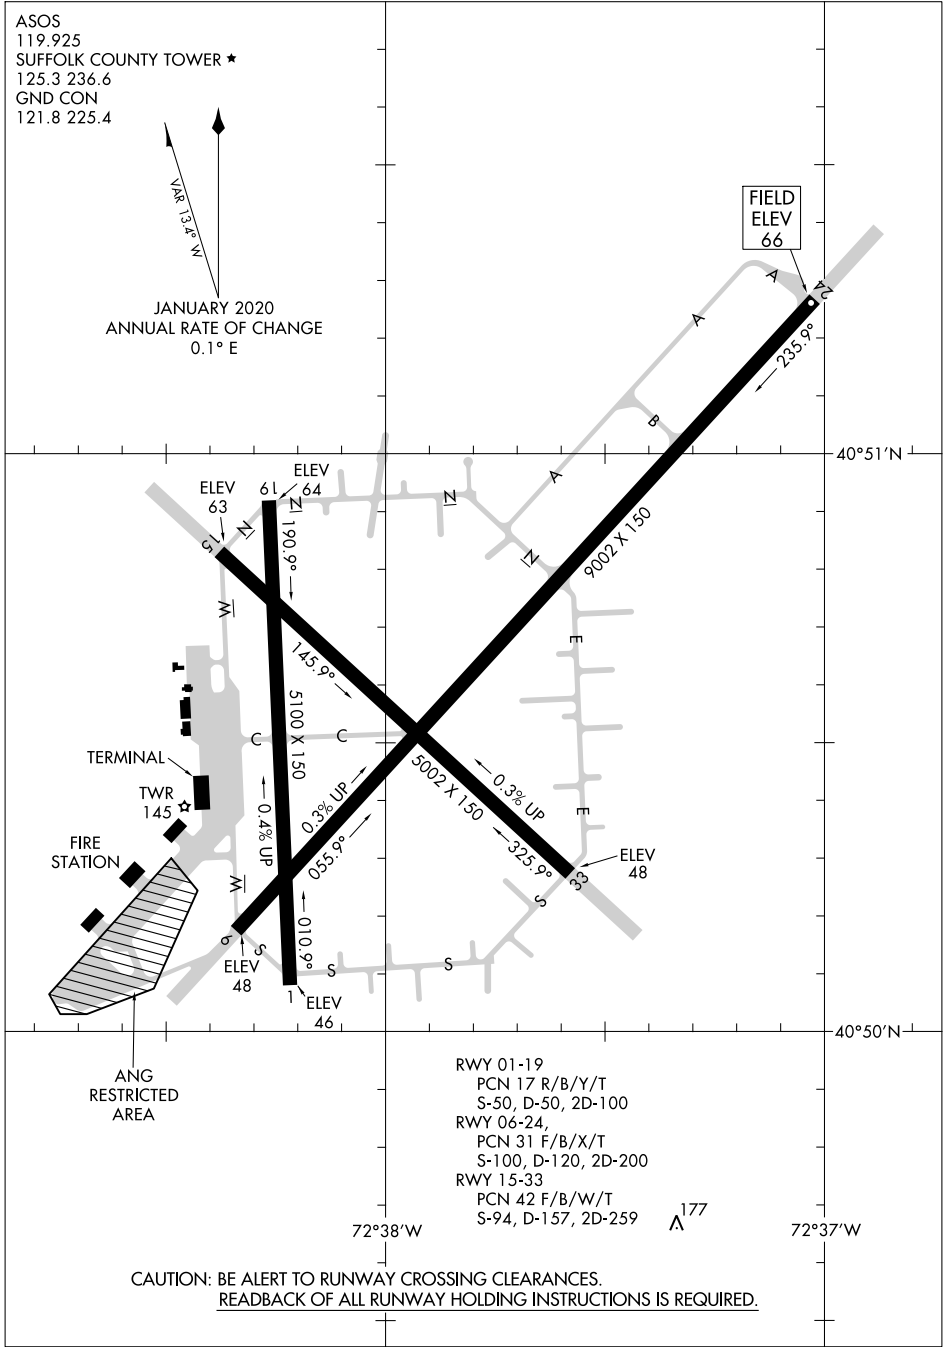 ASOS
119.925
SUFFOLK COUNTY TOWER ★
125.3 236.6
GND CON
121.8 225.4
VAR 13.4° W
JANUARY 2020
ANNUAL RATE OF CHANGE
0.1° E
FIELD
ELEV
66
A
24
A
235.9°
B
40°51'N
A
ELEV
63
19
ELEV
64
N
N
N
N
15
190.9°
9002 X 150
W
E
145.9°
5100 X 150
C
C
TERMINAL
TWR
145
0.3% UP
5002 X 150
0.3% UP
0.4% UP
E
FIRE
STATION
055.9°
325.9°
ELEV
48
33
W
S
010.9°
6
S
ELEV
48
S
S
1
ELEV
46
40°50'N
ANG
RESTRICTED
AREA
RWY 01-19
PCN 17 R/B/Y/T
S-50, D-50, 2D-100
RWY 06-24,
PCN 31 F/B/X/T
S-100, D-120, 2D-200
RWY 15-33
PCN 42 F/B/W/T
S-94, D-157, 2D-259
177
72°38'W
72°37'W
CAUTION: BE ALERT TO RUNWAY CROSSING CLEARANCES.
READBACK OF ALL RUNWAY HOLDING INSTRUCTIONS IS REQUIRED.